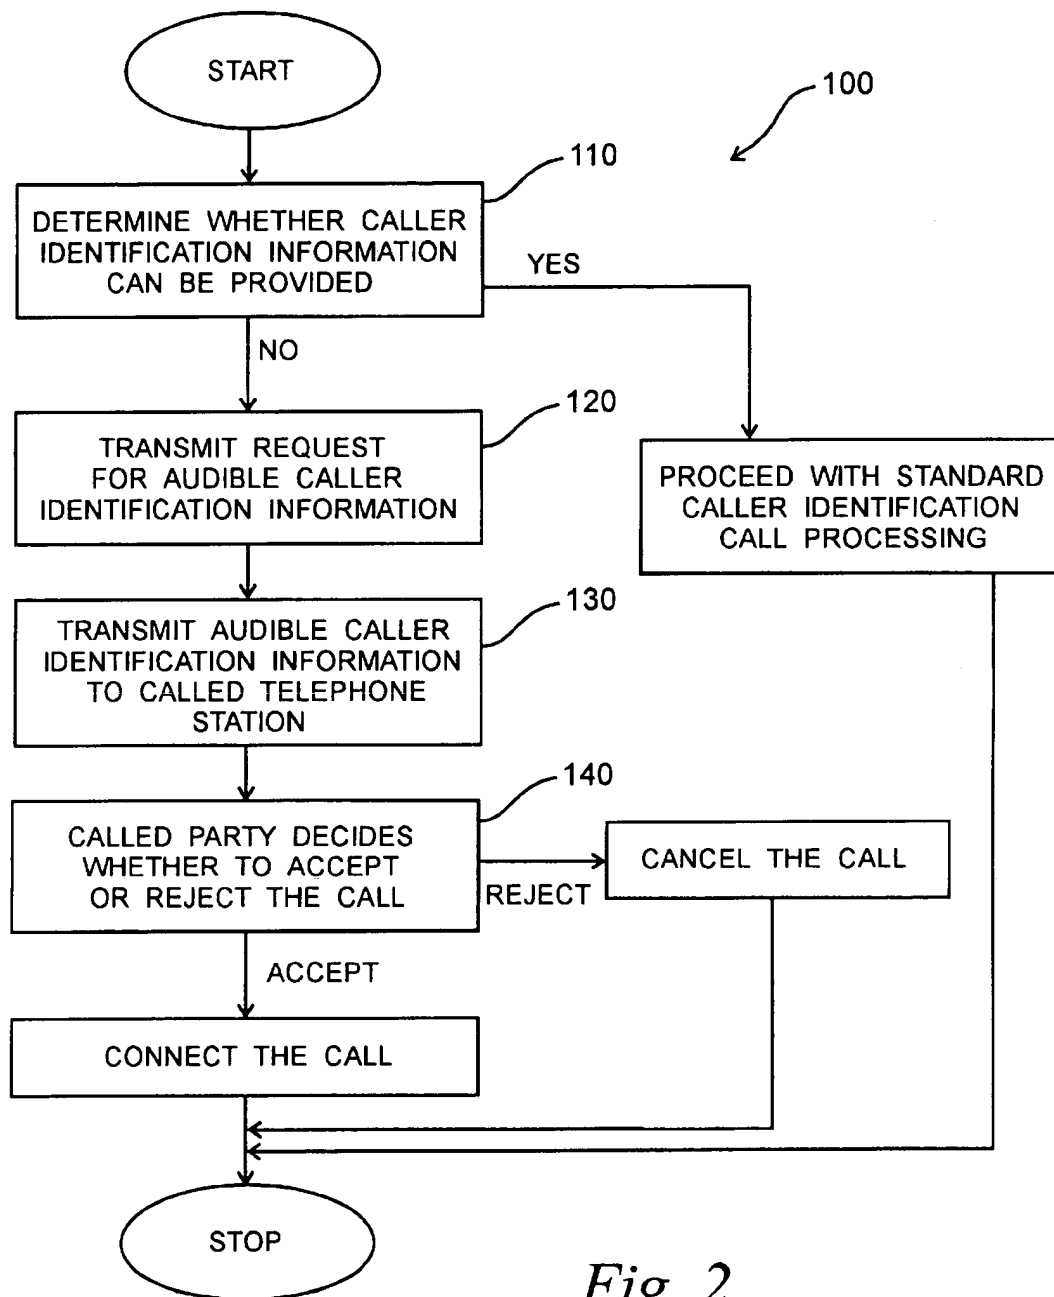 START
100
110
DETERMINE WHETHER CALLER
IDENTIFICATION INFORMATION
CAN BE PROVIDED
YES
NO
120
TRANSMIT REQUEST
FOR AUDIBLE CALLER
IDENTIFICATION INFORMATION
PROCEED WITH STANDARD
CALLER IDENTIFICATION
CALL PROCESSING
130
TRANSMIT AUDIBLE CALLER
IDENTIFICATION INFORMATION
TO CALLED TELEPHONE
STATION
140
CALLED PARTY DECIDES
WHETHER TO ACCEPT
OR REJECT THE CALL
REJECT
CANCEL THE CALL
ACCEPT
CONNECT THE CALL
STOP
Fig. 2